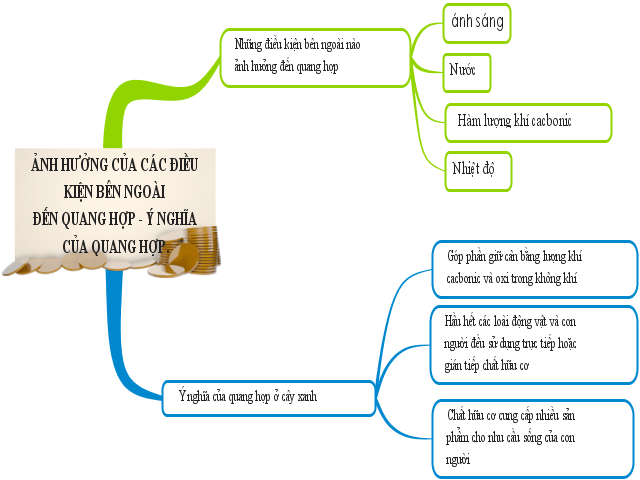 ẢNH HƯỞNG CỦA CÁC ĐIỀU
KIỆN BÊN NGOÀI
ĐẾN QUANG HỢP - Ý NGHĨA
CỦA QUANG HỢP
Những điều kiện bên ngoài nào
ảnh hưởng đến quang hợp
ánh sáng
Nước
Hàm lượng khí cacbonic
Nhiệt độ
Ý nghĩa của quang hợp ở cây xanh
Góp phần giữ cân bằng lượng khí
cacbonic và oxi trong không khí
Hầu hết các loài động vật và con
người đều sử dụng trực tiếp hoặc
gián tiếp chất hữu cơ
Chất hữu cơ cung cấp nhiều sản
phẩm cho nhu cầu sống của con
người